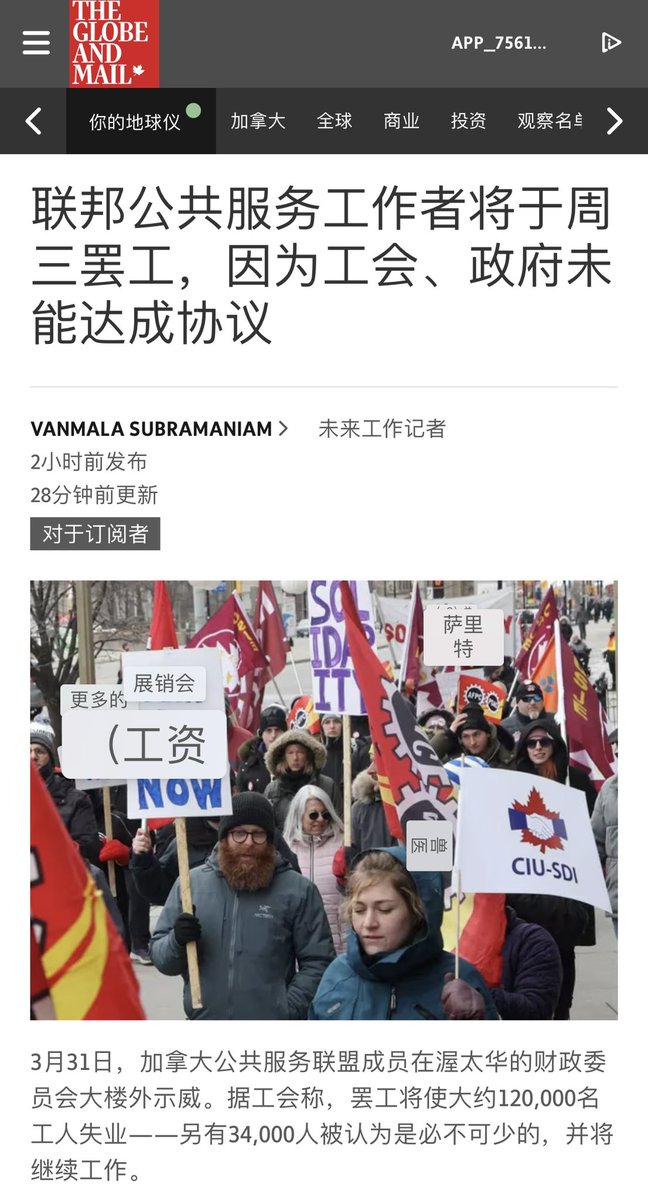 THE
GLOBE
AND
MAIL
APP_7561...
你的地球仪 加拿大 全球 商业 投资 观察名单
联邦公共服务工作者将于周
三罢工，因为工会、政府未
能达成协议
VANMALA SUBRAMANIAM 未来工作记者
2小时前发布
28分钟前更新
对于订阅者
SOL
IDAR
ITY
萨里
特
展销会
更多的
(工资
NOW
兽医
CIU-SDI
3月31日，加拿大公共服务联盟成员在渥太华的财政委
员会大楼外示威。据工会称，罢工将使大约120,000名
工人失业——另有34,000人被认为是必不可少的，并将
继续工作。